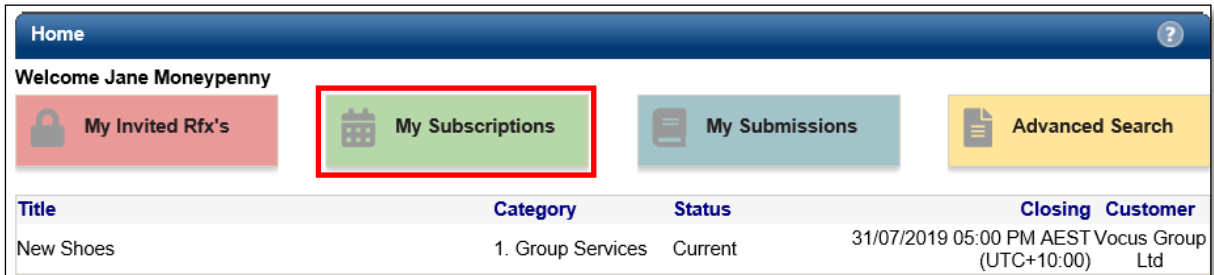 Home ?
Welcome Jane Moneypenny
My Invited Rfx's My Subscriptions My Submissions Advanced Search
Title Category Status Closing Customer
New Shoes 1. Group Services Current 31/07/2019 05:00 PM AEST Vocus Group
(UTC+10:00) Ltd